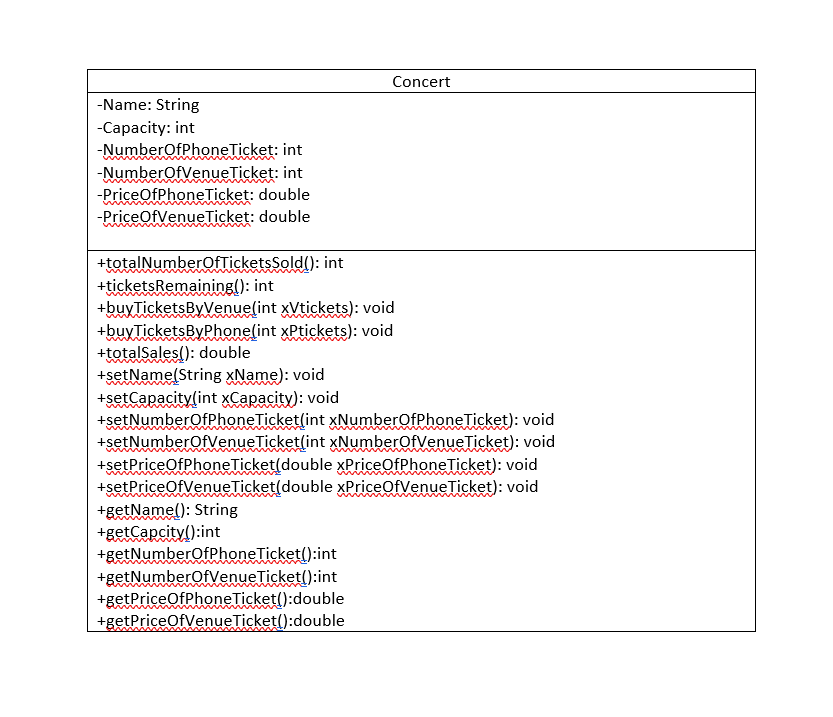 Concert
-Name: String
-Capacity: int
-NumberOfPhoneTicket: int
-NumberOfVenueTicket: int
-PriceOfPhoneTicket: double
-PriceOfVenueTicket: double
+totalNumberOfTicketsSold(): int
+ticketsRemaining(): int
+buyTicketsByVenue(int xVtickets): void
+buyTicketsByPhone(int xPtickets): void
+totalSales(): double
+setName(String xName): void
+setCapacity(int xCapacity): void
+setNumberOfPhoneTicket(int xNumberOfPhoneTicket): void
+setNumberOfVenueTicket(int xNumberOfVenueTicket): void
+setPriceOfPhoneTicket(double xPriceOfPhoneTicket): void
+setPriceOfVenueTicket(double xPriceOfVenueTicket): void
+getName(): String
+getCapcity():int
+getNumberOfPhoneTicket():int
+getNumberOfVenueTicket():int
+getPriceOfPhoneTicket():double
+getPriceOfVenueTicket():double